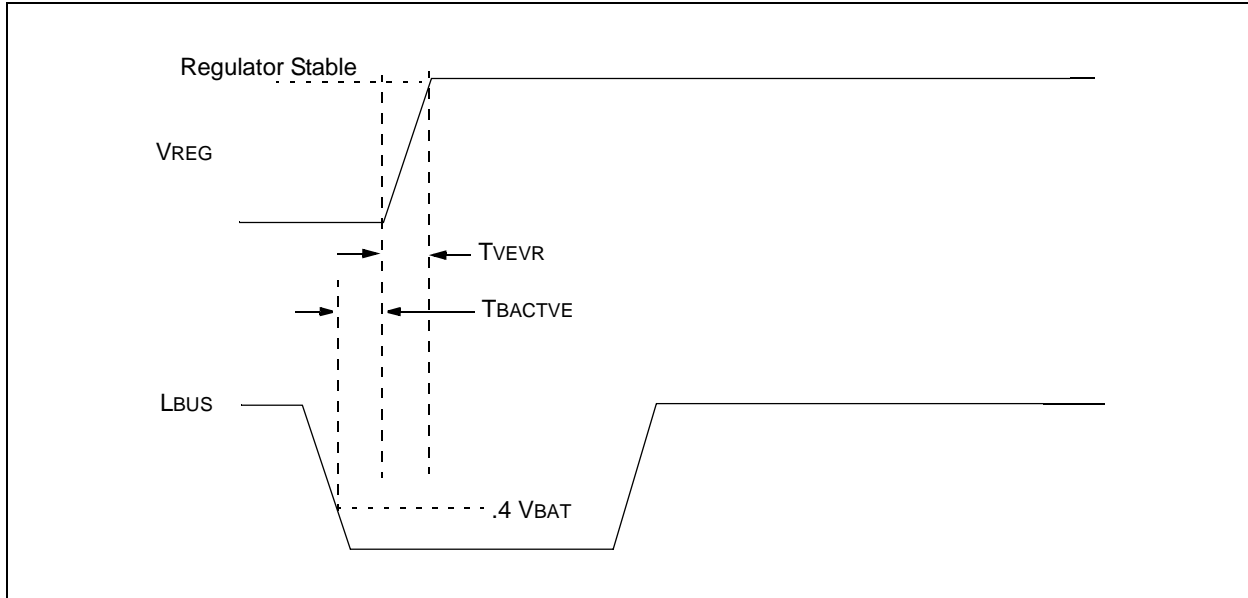 Regulator Stable
VREG
TVEVR
TBACTVE
LBUS
.4 VBAT